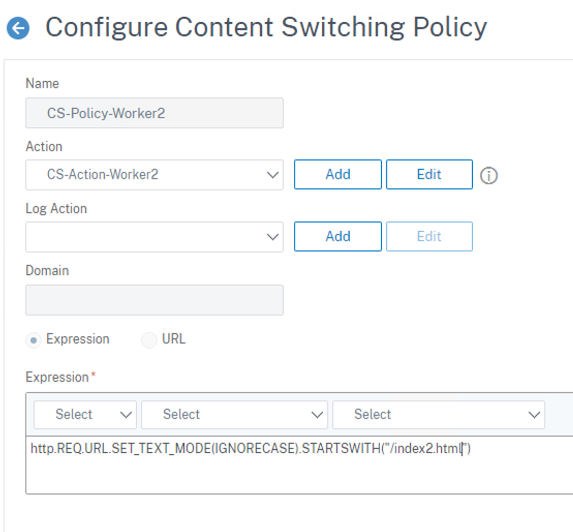 Configure Content Switching Policy
Name
CS-Policy-Worker2
Action
CS-Action-Worker2 Add Edit
Log Action
Add Edit
Domain
Expression URL
Expression*
Select Select Select
http.REQ.URL.SET_TEXT_MODE(IGNORECASE).STARTSWITH("/index2.html")